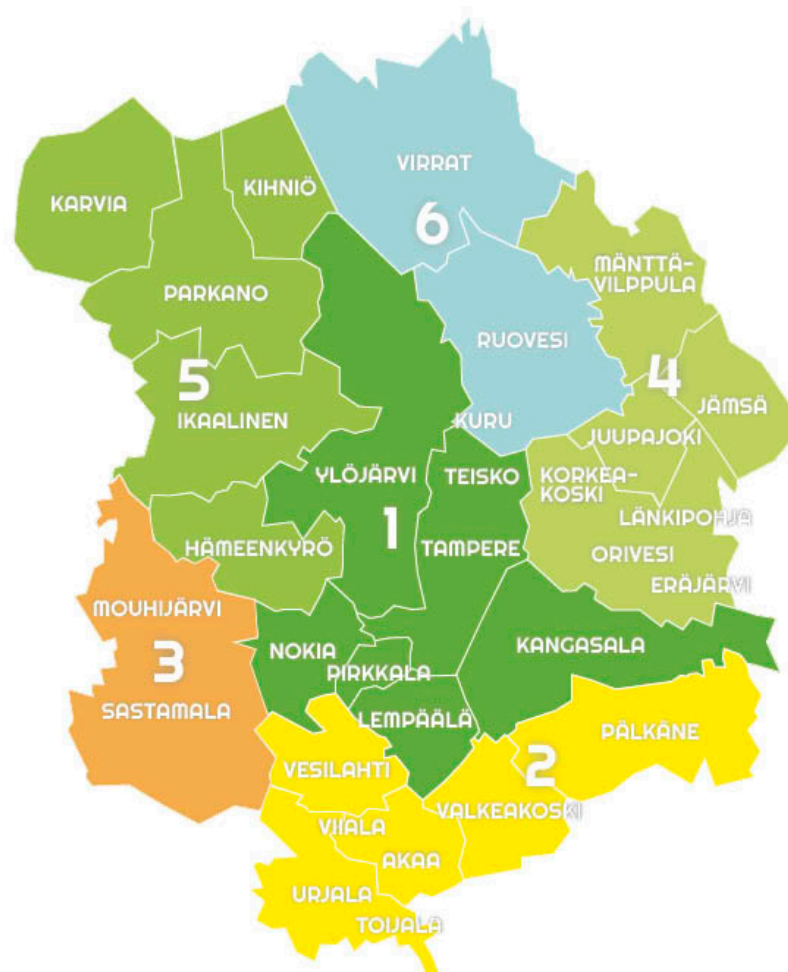 VIRRAT
KIHNIÖ
KARVIA
6
MÄNTTÄ-
VILPPULA
PARKANO
RUOVESI
5
4
JÄMSÄ
IKAALINEN
KURU
JUUPAJOKI
YLÖJÄRVI
TEISKO
KORKEA-
KOSKI
LÄNKIPOHJA
1
HÄMEENKYRÖ
TAMPERE
ORIVESI
ERÄJÄRVI
MOUHIJÄRVI
NOKIA
KANGASALA
PIRKKALA
3
SASTAMALA
LEMPÄÄLÄ
PÄLKÄNE
VESILAHTI
2
VALKEAKOSKI
VIIALA
AKAA
URJALA
TOIJALA